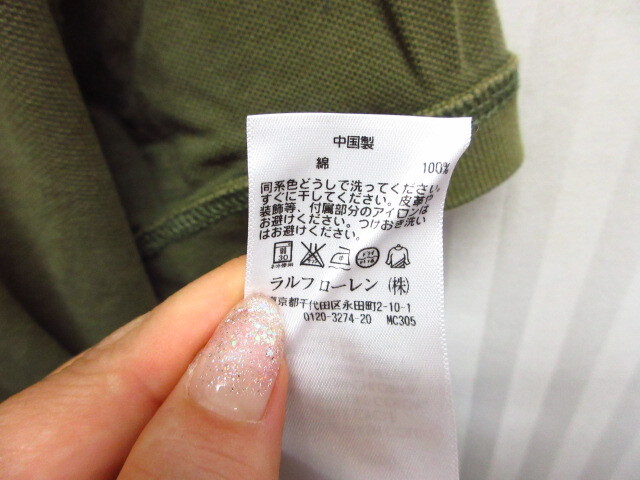 中国製
綿 100%
同系色どうしで洗ってください。
すぐに干してください。皮革や
装飾等、付属部分のアイロンは
お避けください。つけおき洗い
はお避けください。
30
ラルフローレン(株)
東京都千代田区永田町2-10-1
0120-3274-20 MC305